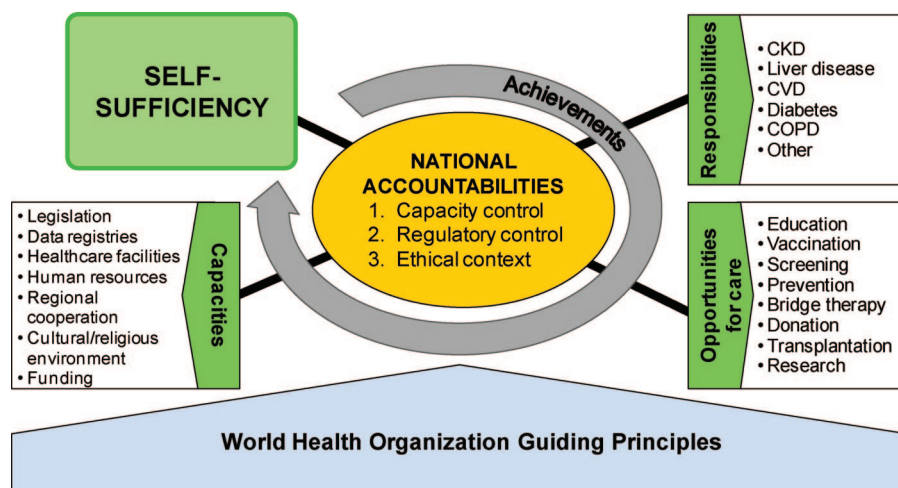 SELF-
SUFFICIENCY
Achievements
NATIONAL
ACCOUNTABILITIES
1. Capacity control
2. Regulatory control
3. Ethical context
Responsibilities
• CKD
• Liver disease
• CVD
• Diabetes
• COPD
• Other
• Legislation
• Data registries
• Healthcare facilities
• Human resources
• Regional
cooperation
• Cultural/religious
environment
• Funding
Capacities
Opportunities
for care
• Education
• Vaccination
• Screening
• Prevention
• Bridge therapy
• Donation
• Transplantation
• Research
World Health Organization Guiding Principles